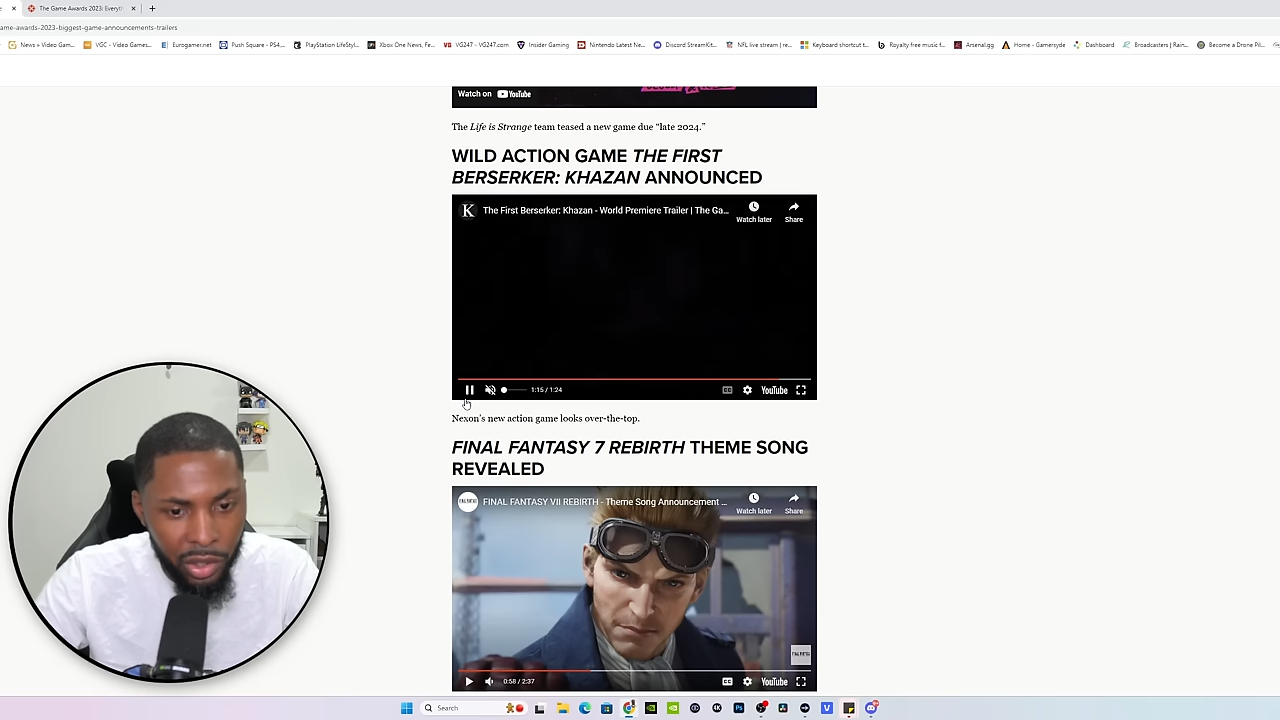 The Game Awards 2023: Everyt
ame-awards-2023-biggest-game-announcements-trailers
News » Video Gam... VGC - Video Games... Eurogamer.net Push Square - PS4,... PlayStation LifeStyl... Xbox One News, Fe... VG247 - VG247.com Insider Gaming Nintendo Latest Ne... Discord StreamKit... NFL live stream | re... Keyboard shortcut t... Royalty free music f... Arsenal.gg Home - Gamersyde Dashboard Broadcasters | Rain... Become a Drone Pil...
Watch on YouTube
The Life is Strange team teased a new game due “late 2024.”
WILD ACTION GAME THE FIRST
BERSERKER: KHAZAN ANNOUNCED
K The First Berserker: Khazan - World Premiere Trailer | The Ga...
Watch later Share
1:15 / 1:24 CC YouTube
Nexon’s new action game looks over-the-top.
FINAL FANTASY 7 REBIRTH THEME SONG
REVEALED
FINAL FANTASY VII REBIRTH - Theme Song Announcement ...
Watch later Share
0:58 / 2:37 CC YouTube
Search